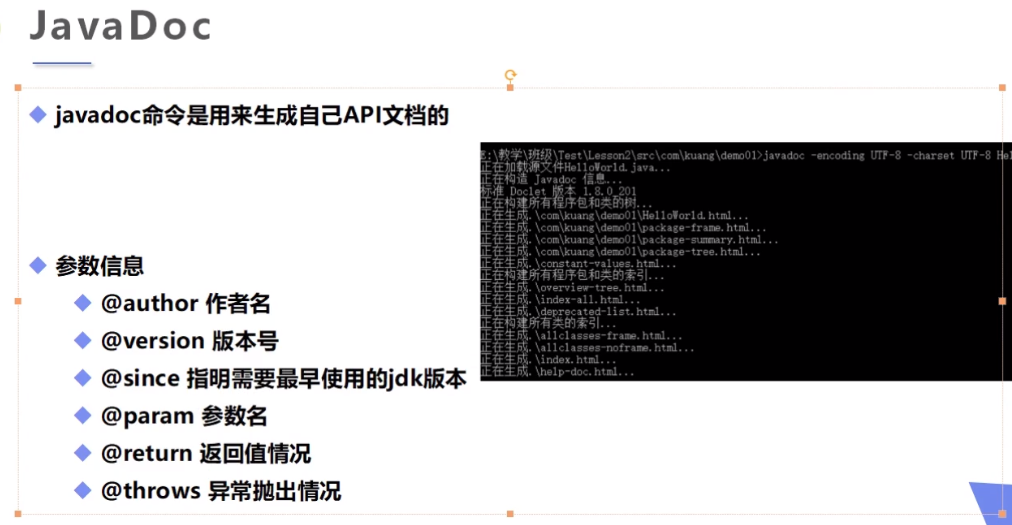 JavaDoc
javadoc命令是用来生成自己API文档的
E:\教学\班级\Test\Lesson2\src\com\kuang\demo01>javadoc -encoding UTF-8 -charset UTF-8 Hel
正在加载源文件HelloWorld.java...
正在构造 Javadoc 信息...
标准 Doclet 版本 1.8.0_201
正在构建所有程序包和类的树...
正在生成.\com\kuang\demo01\HelloWorld.html...
正在生成.\com\kuang\demo01\package-frame.html...
正在生成.\com\kuang\demo01\package-summary.html...
正在生成.\com\kuang\demo01\package-tree.html...
正在生成.\constant-values.html...
正在构建所有程序包和类的索引...
正在生成.\overview-tree.html...
正在生成.\index-all.html...
正在生成.\deprecated-list.html...
正在构建所有类的索引...
正在生成.\allclasses-frame.html...
正在生成.\allclasses-noframe.html...
正在生成.\index.html...
正在生成.\help-doc.html...
参数信息
@author 作者名
@version 版本号
@since 指明需要最早使用的jdk版本
@param 参数名
@return 返回值情况
@throws 异常抛出情况